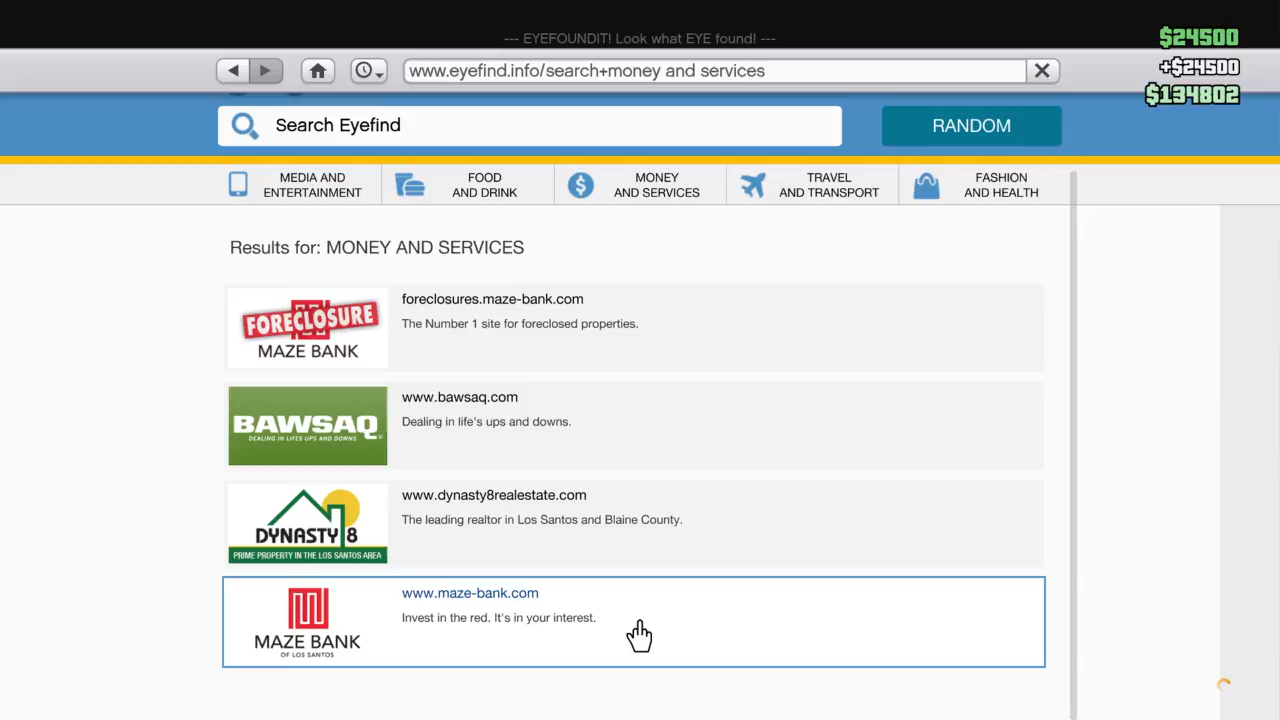 --- EYEFOUNDIT! Look what EYE found! ---
$24500
+$24500
$134802
www.eyefind.info/search+money and services
Search Eyefind
RANDOM
MEDIA AND
ENTERTAINMENT
FOOD
AND DRINK
MONEY
AND SERVICES
TRAVEL
AND TRANSPORT
FASHION
AND HEALTH
Results for: MONEY AND SERVICES
FORECLOSURE
MAZE BANK
foreclosures.maze-bank.com
The Number 1 site for foreclosed properties.
BAWSAQ
DEALING IN LIFES UPS AND DOWNS
www.bawsaq.com
Dealing in life's ups and downs.
DYNASTY 8
PRIME PROPERTY IN THE LOS SANTOS AREA
www.dynasty8realestate.com
The leading realtor in Los Santos and Blaine County.
MAZE BANK
OF LOS SANTOS
www.maze-bank.com
Invest in the red. It's in your interest.